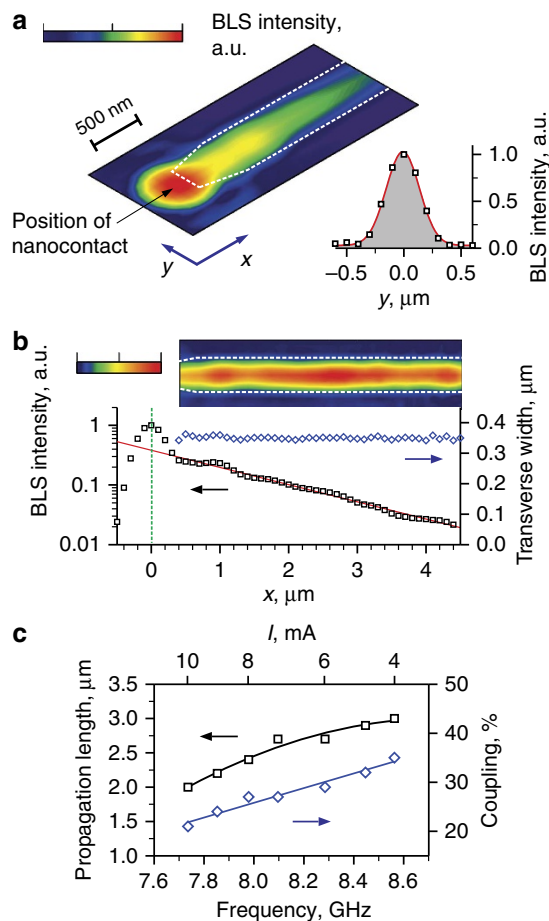 a
BLS intensity,
a.u.
500 nm
Position of
nanocontact
y
x
1.0
0.5
0.0
BLS intensity, a.u.
–0.5
0.0
0.5
y, μm
b
BLS intensity, a.u.
1
0.1
0.01
0.4
0.3
0.2
0.1
0.0
Transverse width, μm
0
1
2
3
4
x, μm
c
I, mA
10
8
6
4
Propagation length, μm
3.5
3.0
2.5
2.0
1.5
1.0
50
40
30
20
Coupling, %
7.6
7.8
8.0
8.2
8.4
8.6
Frequency, GHz